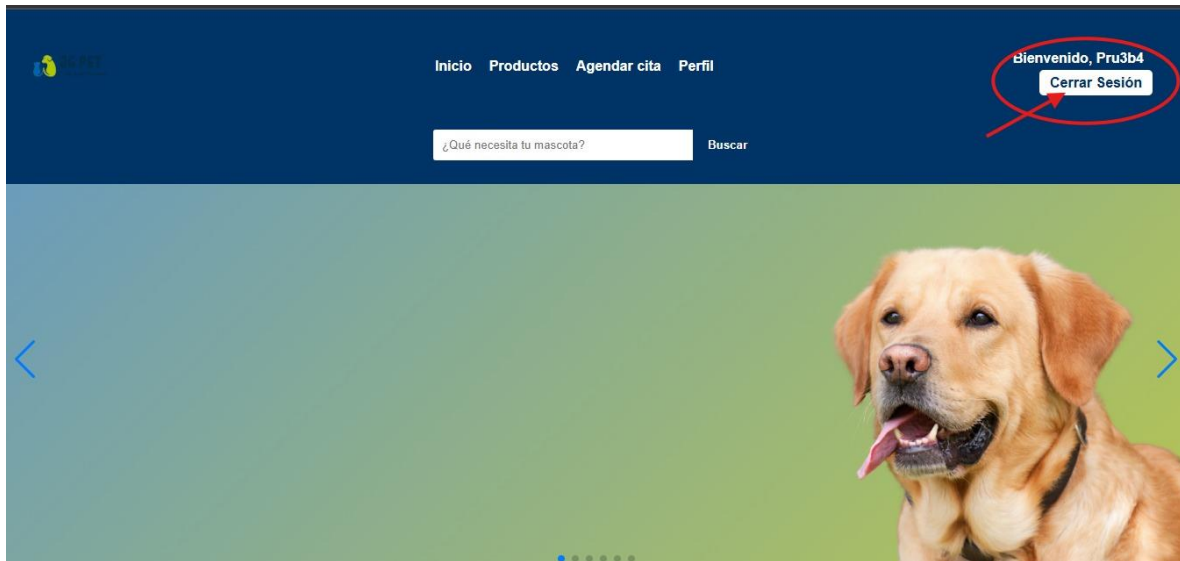 Inicio Productos Agendar cita Perfil
Bienvenido, Pru3b4
Cerrar Sesión
¿Qué necesita tu mascota? Buscar